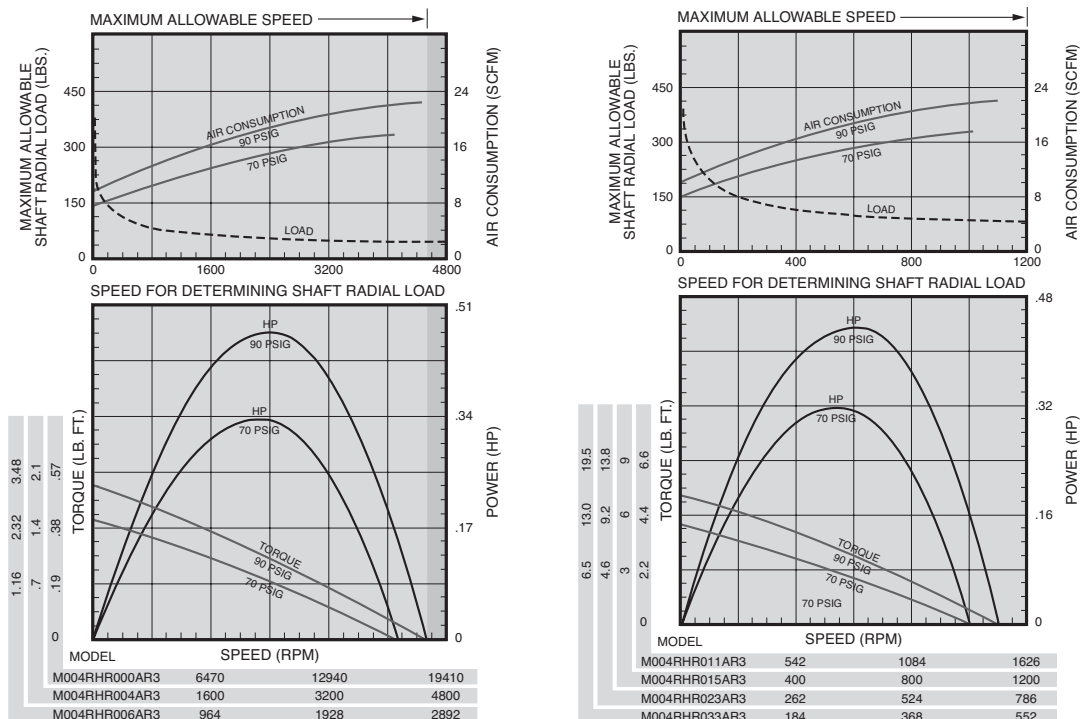 MAXIMUM ALLOWABLE SPEED
MAXIMUM ALLOWABLE
SHAFT RADIAL LOAD (LBS.)
450
300
150
0
AIR CONSUMPTION
90 PSIG
70 PSIG
LOAD
24
16
8
0
AIR CONSUMPTION (SCFM)
0 1600 3200 4800
SPEED FOR DETERMINING SHAFT RADIAL LOAD
HP
90 PSIG
HP
70 PSIG
TORQUE
90 PSIG
70 PSIG
.51
.34
.17
0
POWER (HP)
TORQUE (LB. FT.)
3.48 2.1 .57
2.32 1.4 .38
1.16 .7 .19
0
MODEL SPEED (RPM)
M004RHR000AR3 6470 12940 19410
M004RHR004AR3 1600 3200 4800
M004RHR006AR3 964 1928 2892
MAXIMUM ALLOWABLE SPEED
MAXIMUM ALLOWABLE
SHAFT RADIAL LOAD (LBS.)
450
300
150
0
AIR CONSUMPTION
90 PSIG
70 PSIG
LOAD
24
16
8
0
AIR CONSUMPTION (SCFM)
0 400 800 1200
SPEED FOR DETERMINING SHAFT RADIAL LOAD
HP
90 PSIG
HP
70 PSIG
TORQUE
90 PSIG
70 PSIG
70 PSIG
.48
.32
.16
0
POWER (HP)
TORQUE (LB. FT.)
19.5 13.8 9 6.6
13.0 9.2 6 4.4
6.5 4.6 3 2.2
0
MODEL SPEED (RPM)
M004RHR011AR3 542 1084 1626
M004RHR015AR3 400 800 1200
M004RHR023AR3 262 524 786
M004RHR033AR3 184 368 552